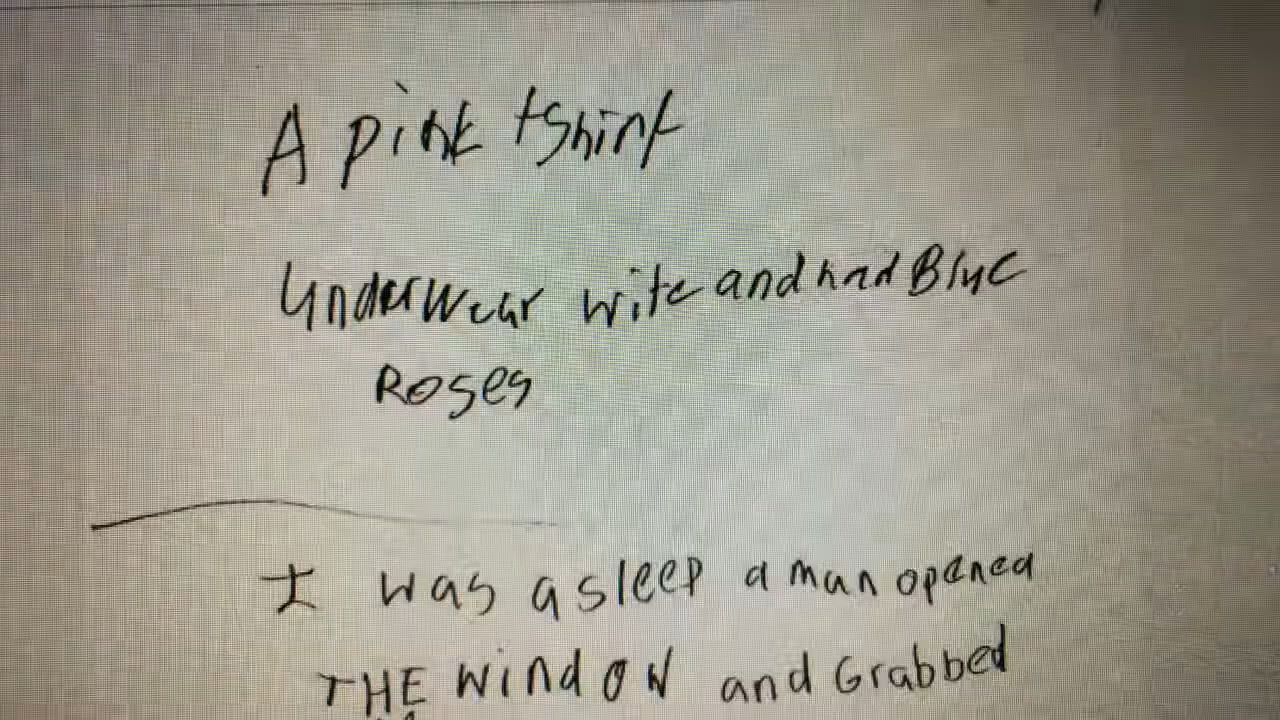 A pink tshirt
Underwear wite and had Blue
Roses
I was asleep a man opened
THE WindOW and Grabbed